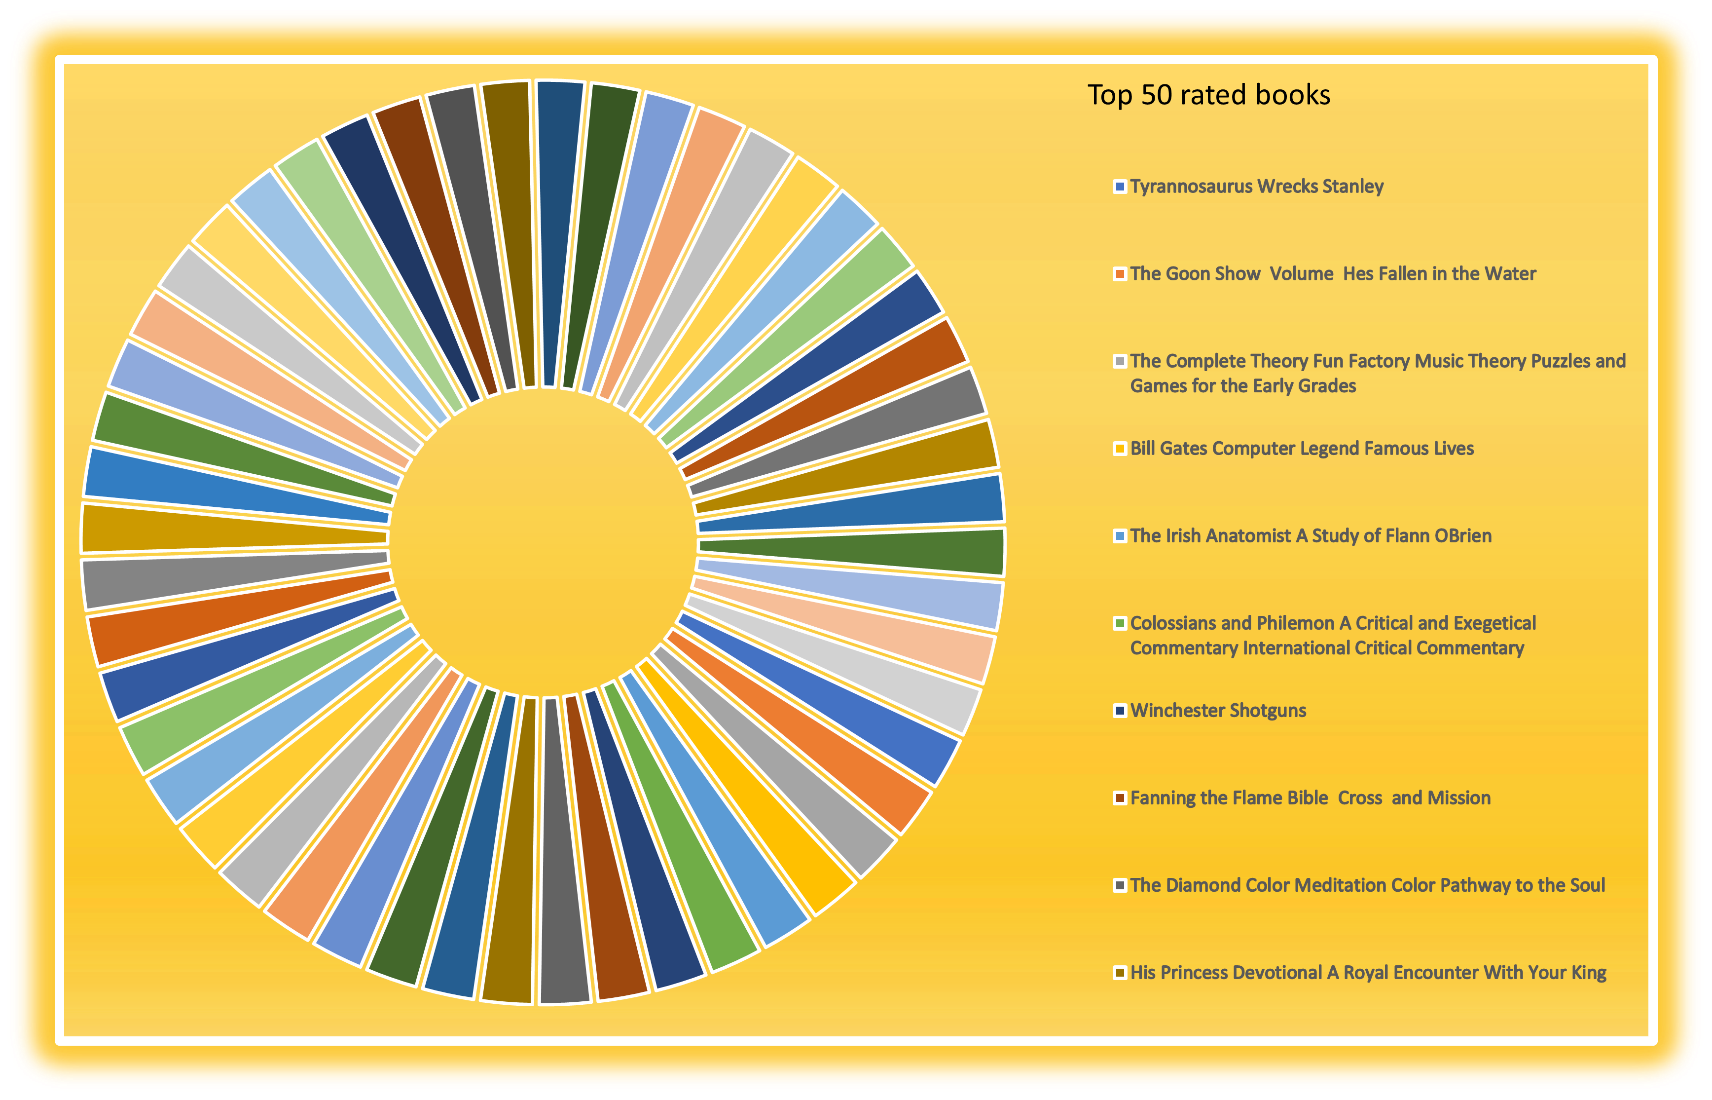 Top 50 rated books
Tyrannosaurus Wrecks Stanley
The Goon Show  Volume  Hes Fallen in the Water
The Complete Theory Fun Factory Music Theory Puzzles and
Games for the Early Grades
Bill Gates Computer Legend Famous Lives
The Irish Anatomist A Study of Flann OBrien
Colossians and Philemon A Critical and Exegetical
Commentary International Critical Commentary
Winchester Shotguns
Fanning the Flame Bible  Cross  and Mission
The Diamond Color Meditation Color Pathway to the Soul
His Princess Devotional A Royal Encounter With Your King